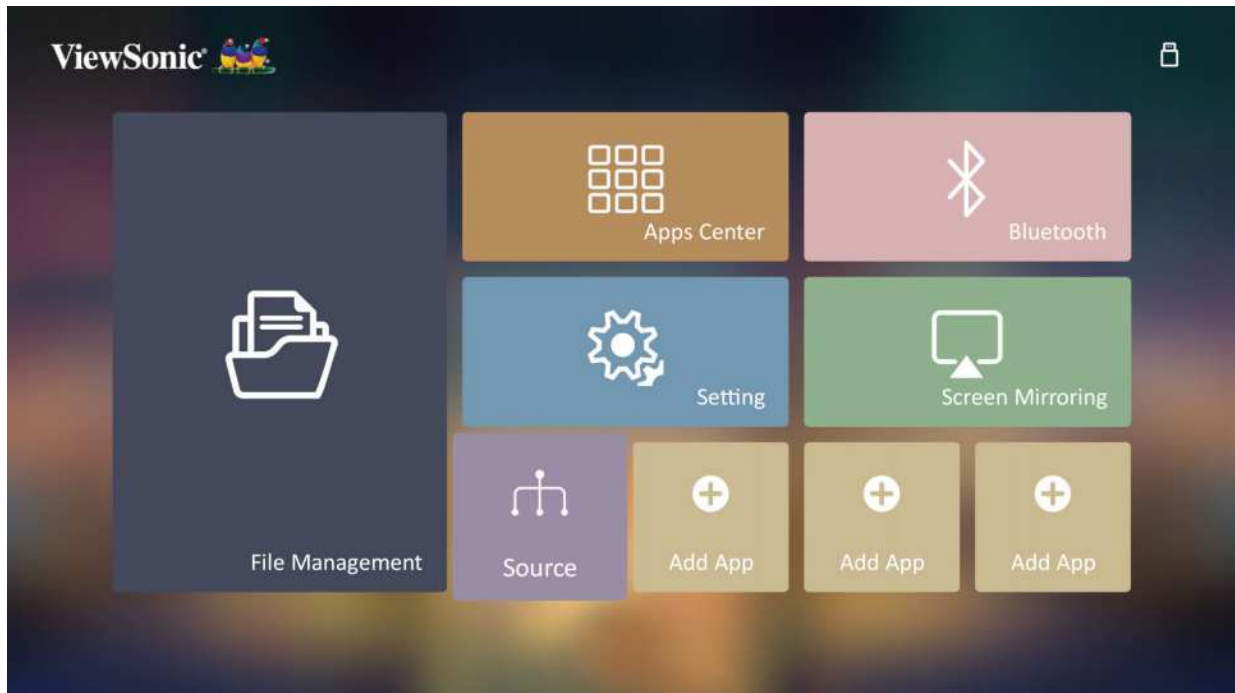 ViewSonic
Apps Center
Bluetooth
Setting
Screen Mirroring
File Management
Source
Add App
Add App
Add App